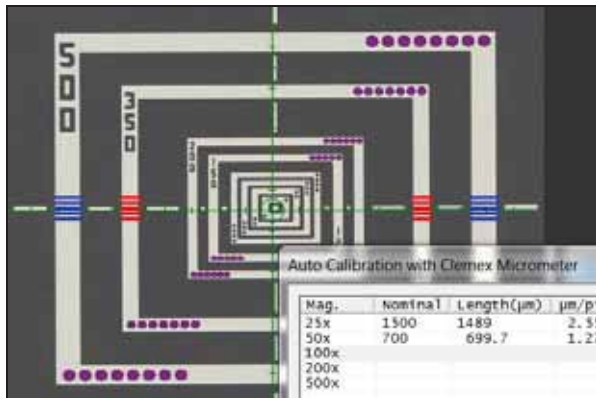 500
350
200
150
Auto Calibration with Clemex Micrometer
Mag. Nominal Length(µm)
25x 1500 1489
50x 700 699.7
100x
200x
500x